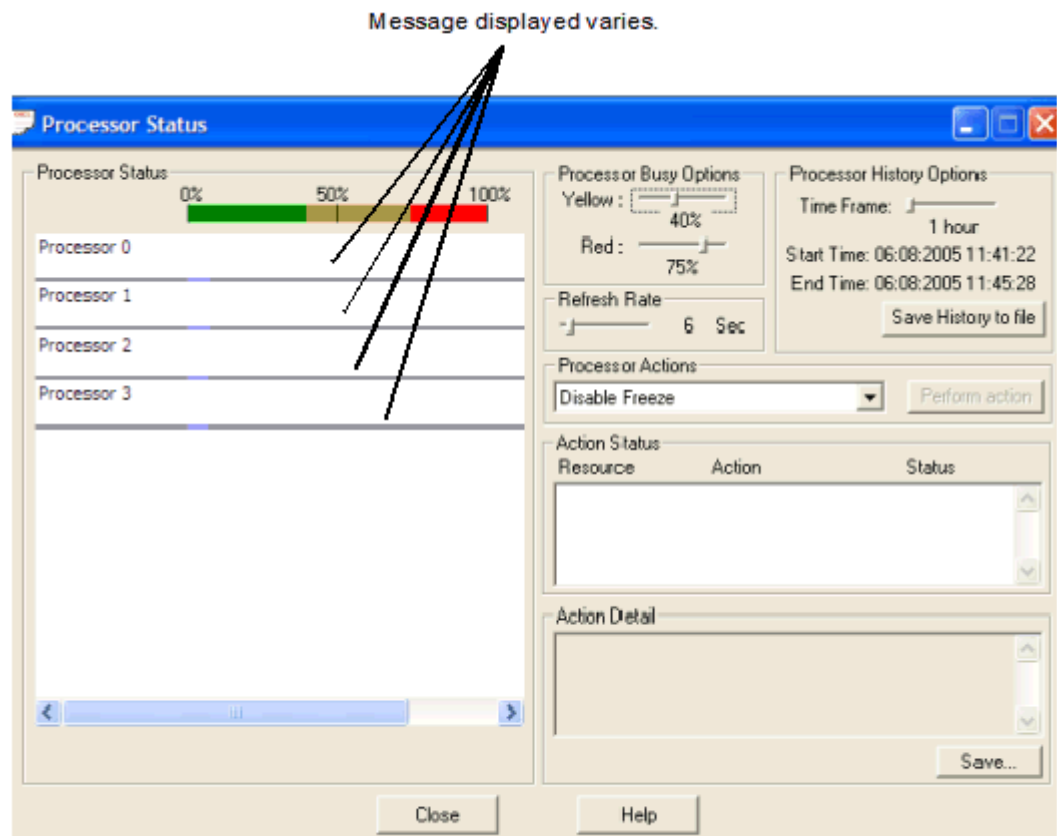 Message displayed varies.
Processor Status
Processor Status
0% 50% 100%
Processor 0
Processor 1
Processor 2
Processor 3
Processor Busy Options
Yellow :
40%
Red :
75%
Processor History Options
Time Frame:
1 hour
Start Time: 06:08:2005 11:41:22
End Time: 06:08:2005 11:45:28
Save History to file
Refresh Rate
6 Sec
Processor Actions
Disable Freeze
Perform action
Action Status
Resource Action Status
Action Detail
Save...
Close Help